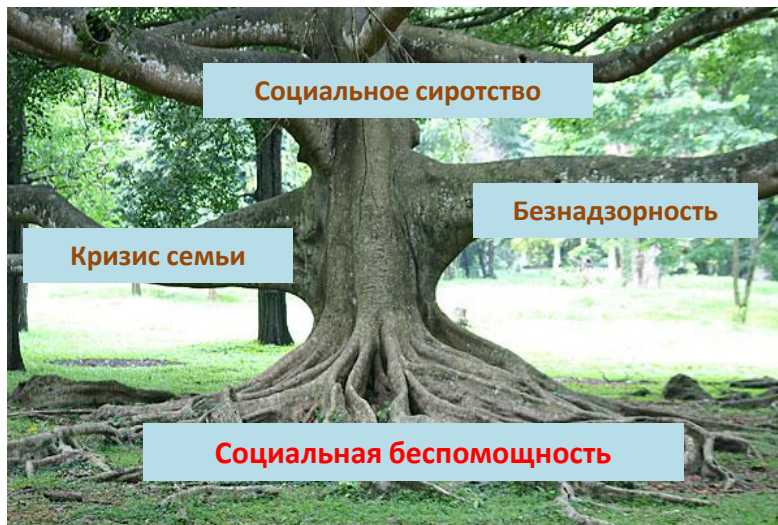 Социальное сиротство
Безнадзорность
Кризис семьи
Социальная беспомощность